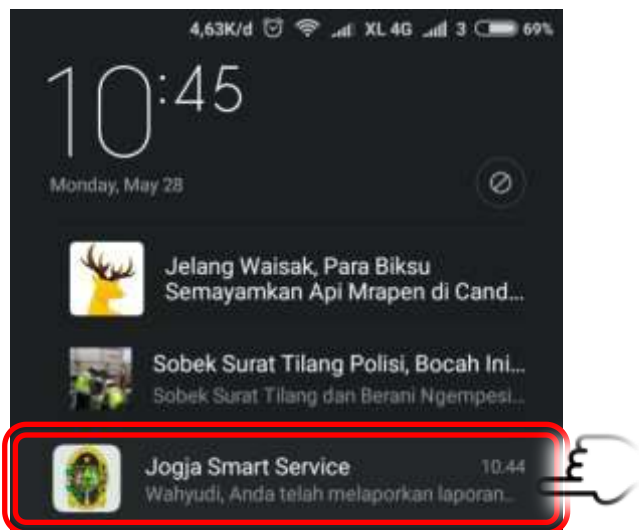 4,63K/d XL 4G 3 69%
10:45
Monday, May 28
Jelang Waisak, Para Biksu
Semayamkan Api Mrapen di Cand...
Sobek Surat Tilang Polisi, Bocah Ini...
Sobek Surat Tilang dan Berani Ngempesi...
Jogja Smart Service 10.44
Wahyudi, Anda telah melaporkan laporan...